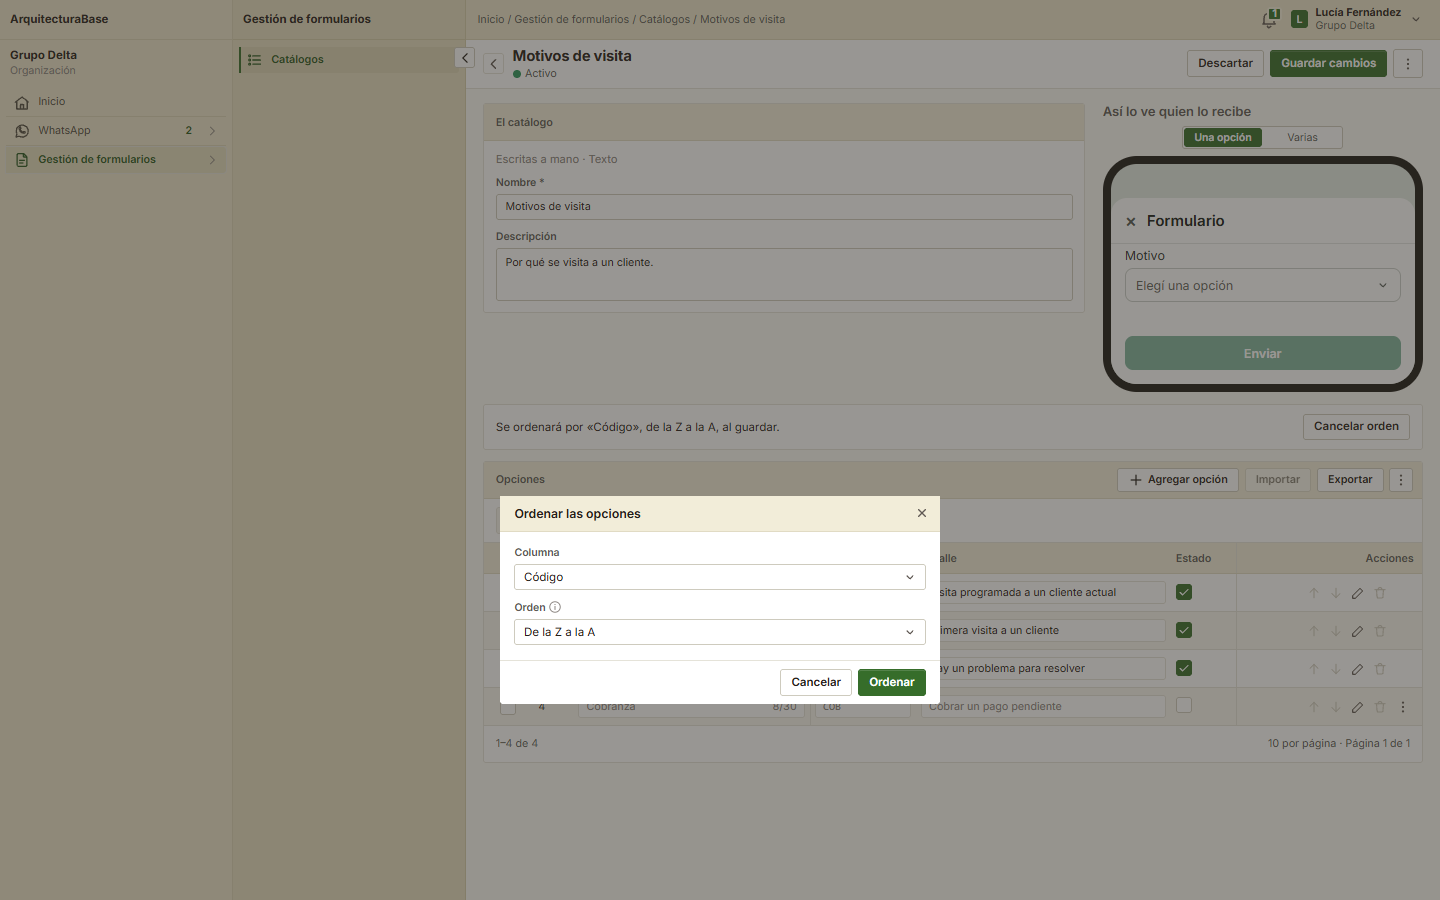 ArquitecturaBase
Grupo Delta
Organización
Inicio
WhatsApp 2
Gestión de formularios
Gestión de formularios
Catálogos
Inicio / Gestión de formularios / Catálogos / Motivos de visita
1
L
Lucía Fernández
Grupo Delta
Motivos de visita
Activo
Descartar
Guardar cambios
El catálogo
Escritas a mano · Texto
Nombre *
Motivos de visita
Descripción
Por qué se visita a un cliente.
Así lo ve quien lo recibe
Una opción
Varias
Formulario
Motivo
Elegí una opción
Enviar
Se ordenará por «Código», de la Z a la A, al guardar.
Cancelar orden
Opciones
Agregar opción
Importar
Exportar
Ordenar las opciones
Columna
Código
Orden
De la Z a la A
Cancelar
Ordenar
alle Estado Acciones
sita programada a un cliente actual
imera visita a un cliente
ay un problema para resolver
4 Cobranza 8/30 COB Cobrar un pago pendiente
1–4 de 4
10 por página · Página 1 de 1